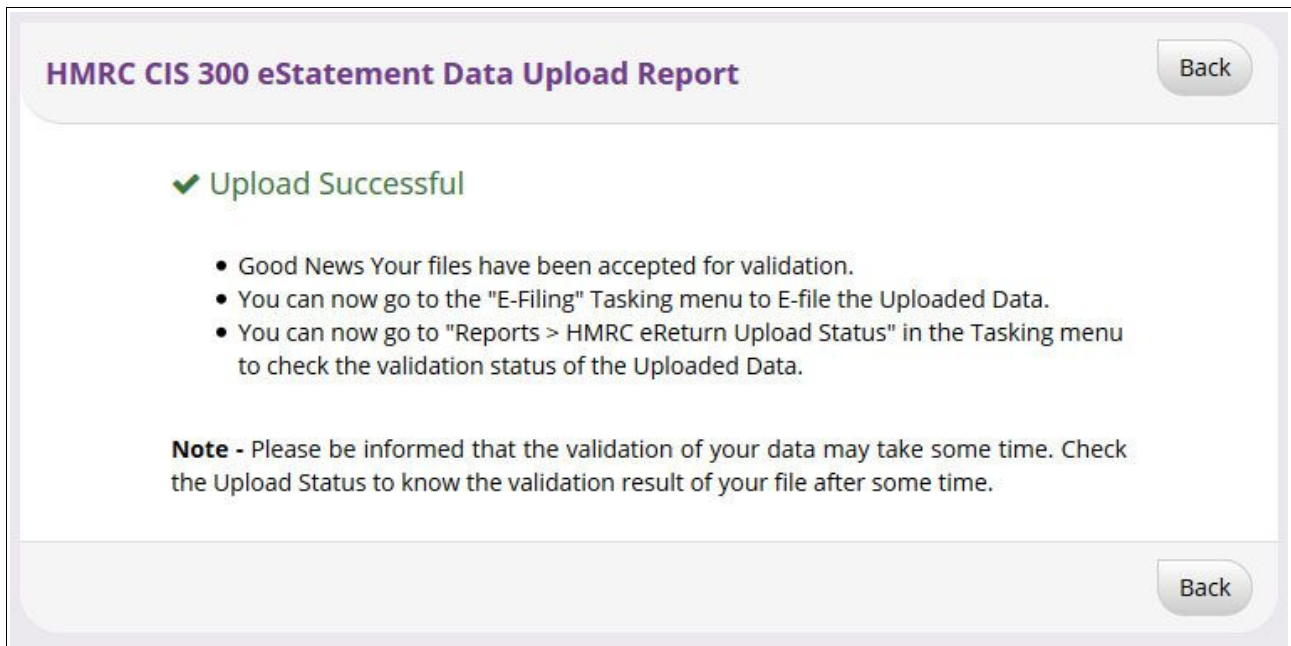 HMRC CIS 300 eStatement Data Upload Report
Back
✔ Upload Successful
• Good News Your files have been accepted for validation.
• You can now go to the "E-Filing" Tasking menu to E-file the Uploaded Data.
• You can now go to "Reports > HMRC eReturn Upload Status" in the Tasking menu
to check the validation status of the Uploaded Data.
Note - Please be informed that the validation of your data may take some time. Check
the Upload Status to know the validation result of your file after some time.
Back